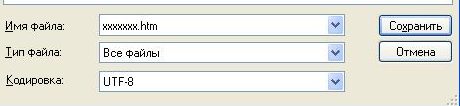 Имя файла: xxxxxxx.htm Сохранить
Тип файла: Все файлы Отмена
Кодировка: UTF-8